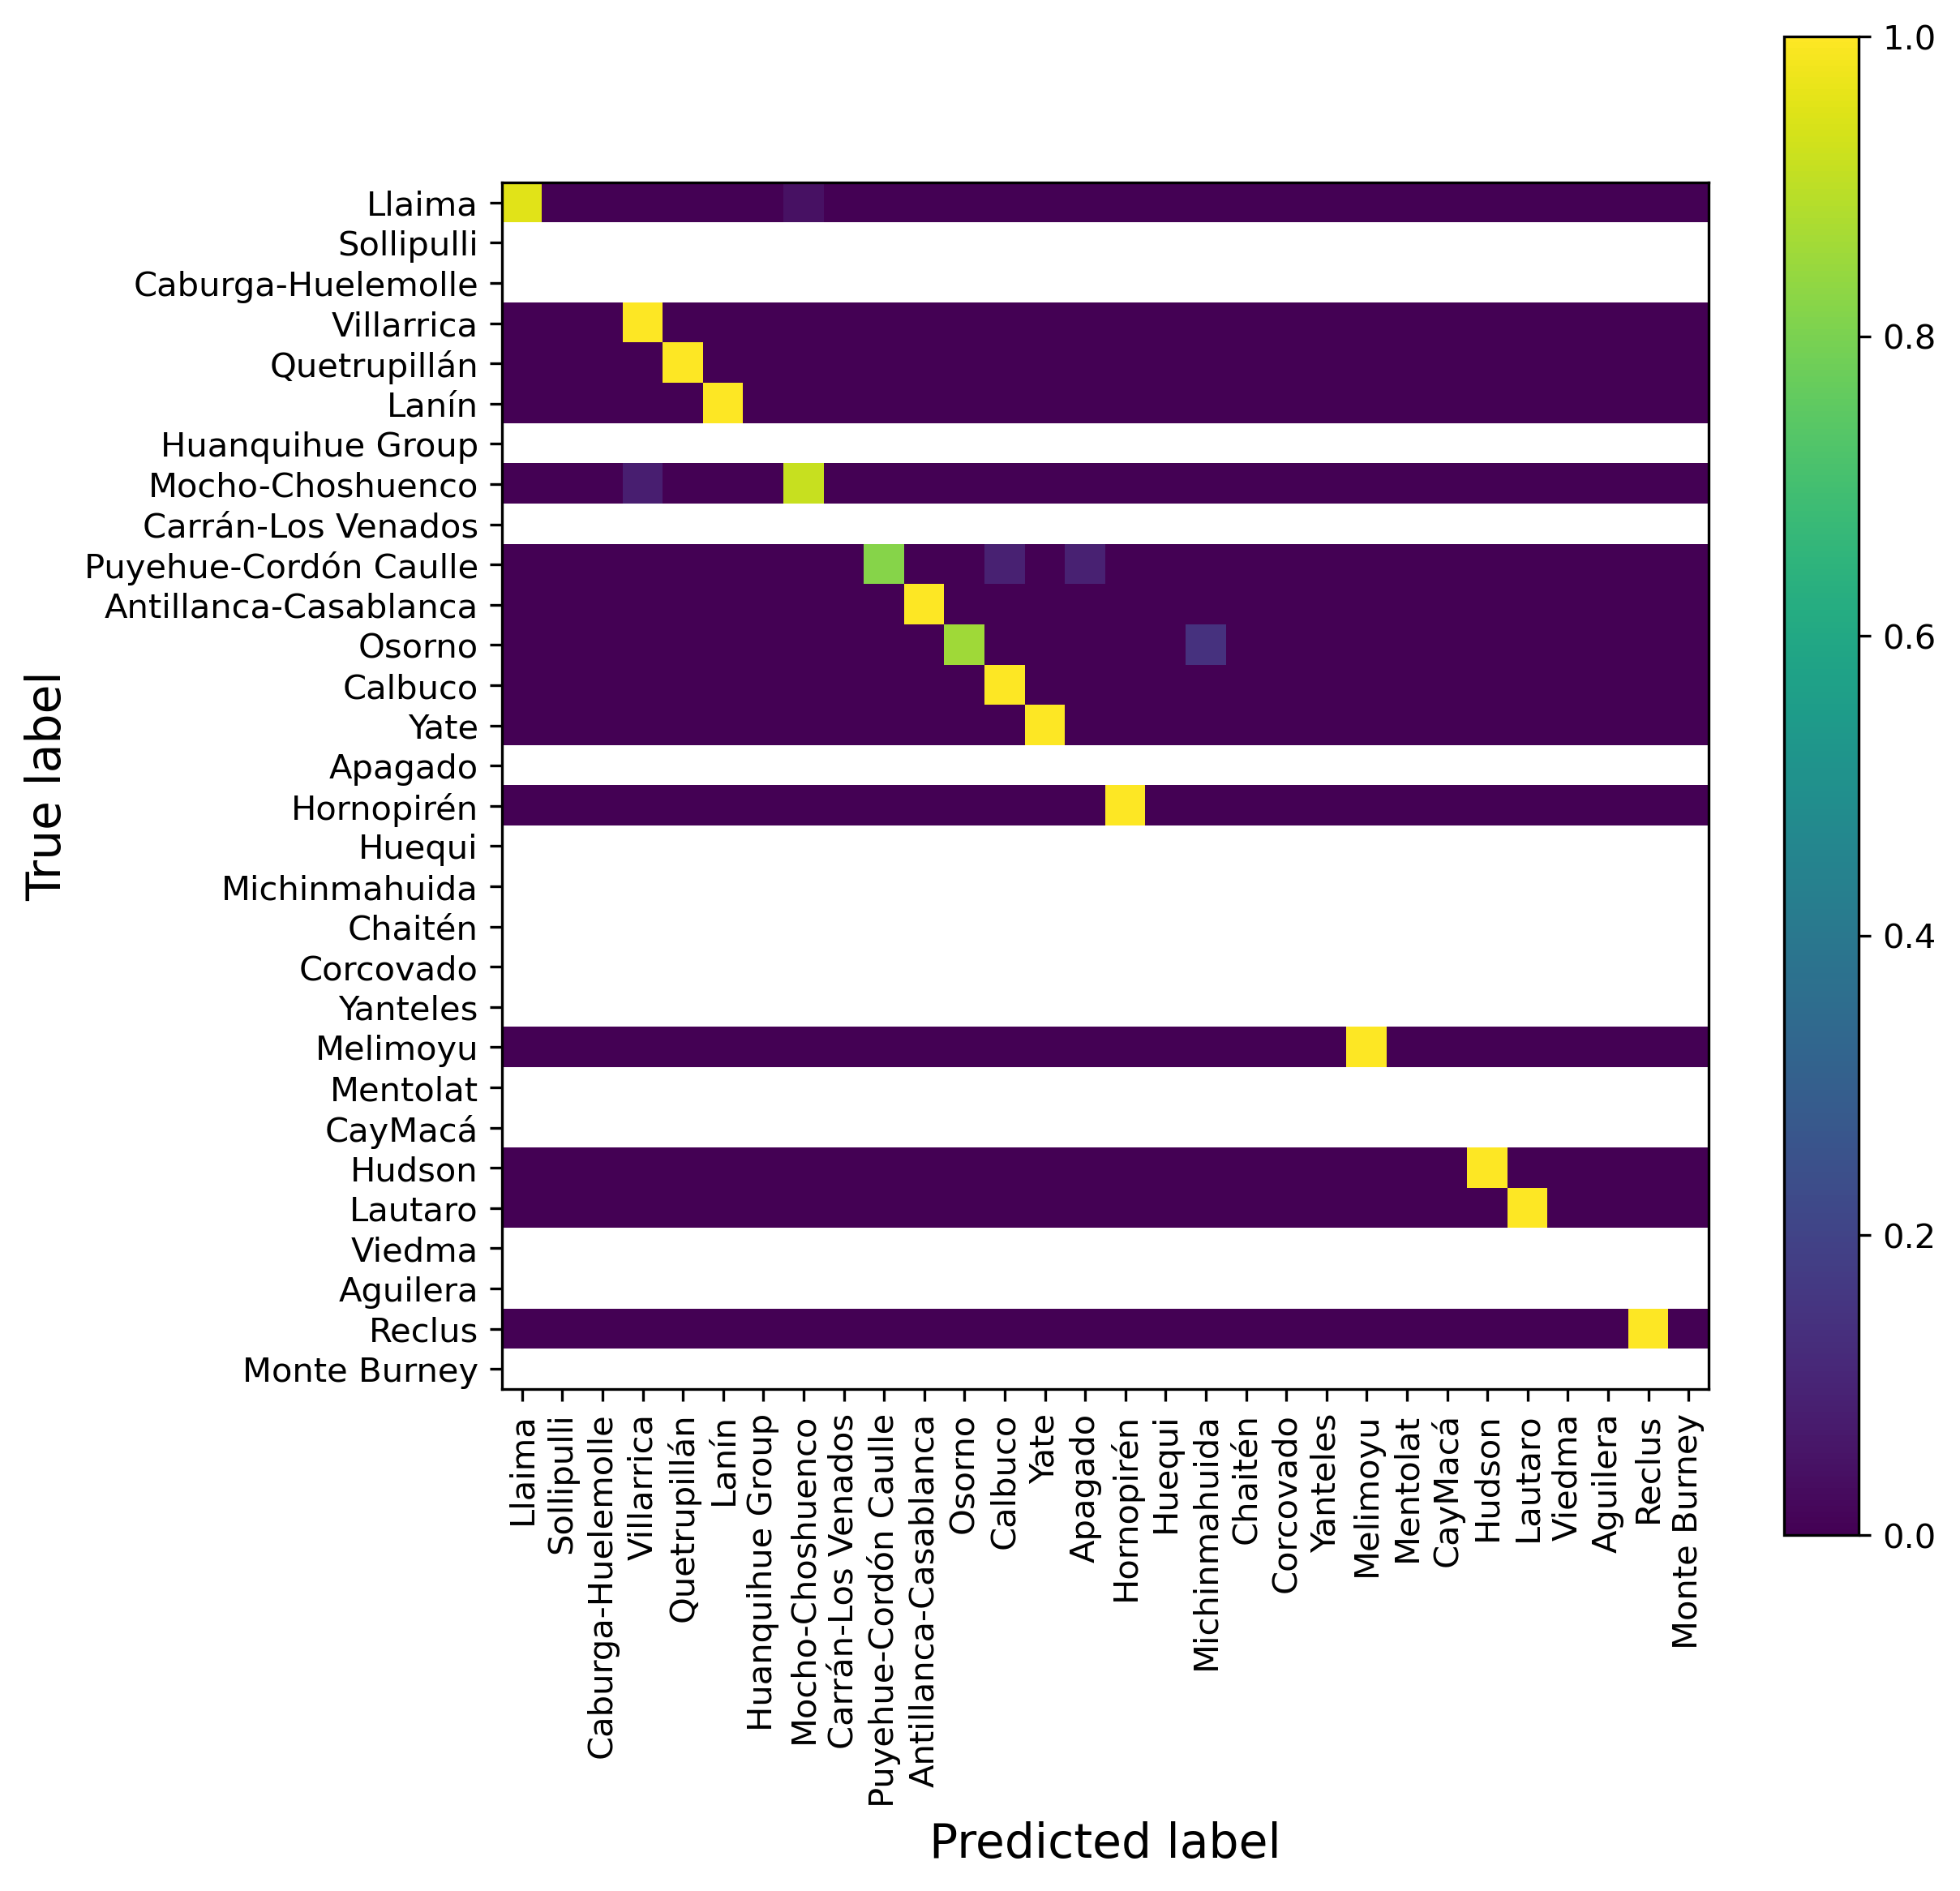 Llaima
Sollipulli
Caburga-Huelemolle
Villarrica
Quetrupillán
Lanín
Huanquihue Group
Mocho-Choshuenco
Carrán-Los Venados
Puyehue-Cordón Caulle
Antillanca-Casablanca
Osorno
Calbuco
Yate
Apagado
Hornopirén
Huequi
Michinmahuida
Chaitén
Corcovado
Yanteles
Melimoyu
Mentolat
CayMacá
Hudson
Lautaro
Viedma
Aguilera
Reclus
Monte Burney
True label
Llaima
Sollipulli
Caburga-Huelemolle
Villarrica
Quetrupillán
Lanín
Huanquihue Group
Mocho-Choshuenco
Carrán-Los Venados
Puyehue-Cordón Caulle
Antillanca-Casablanca
Osorno
Calbuco
Yate
Apagado
Hornopirén
Huequi
Michinmahuida
Chaitén
Corcovado
Yanteles
Melimoyu
Mentolat
CayMacá
Hudson
Lautaro
Viedma
Aguilera
Reclus
Monte Burney
Predicted label
1.0
0.8
0.6
0.4
0.2
0.0